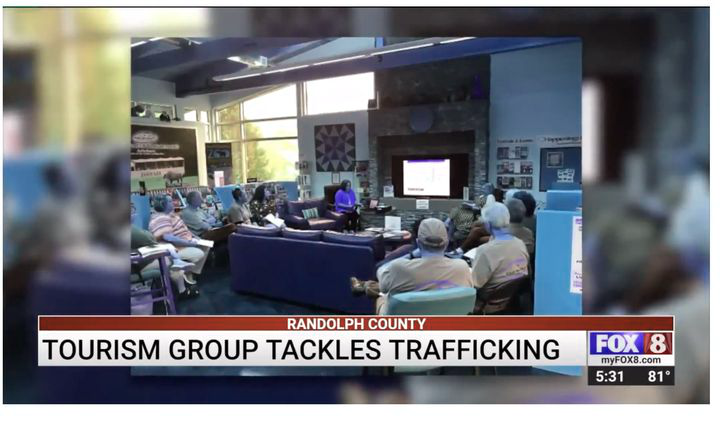 RANDOLPH COUNTY
TOURISM GROUP TACKLES TRAFFICKING
FOX 8
myFOX8.com
5:31 81°